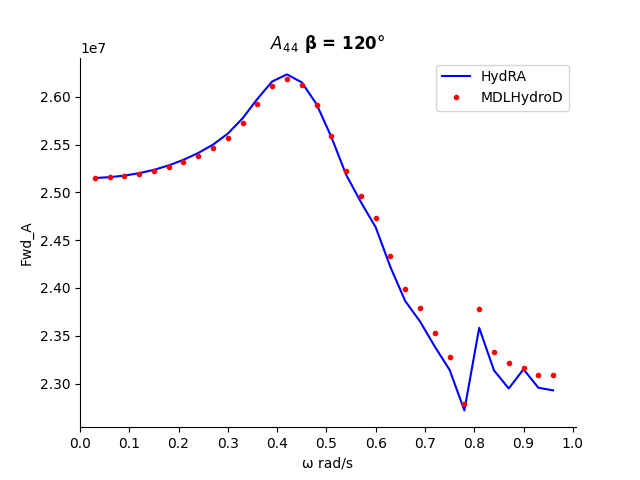 A₄₄ β = 120°
1e7
HydRA
MDLHydroD
2.60
2.55
2.50
2.45
2.40
2.35
2.30
Fwd_A
0.0 0.1 0.2 0.3 0.4 0.5 0.6 0.7 0.8 0.9 1.0
ω rad/s